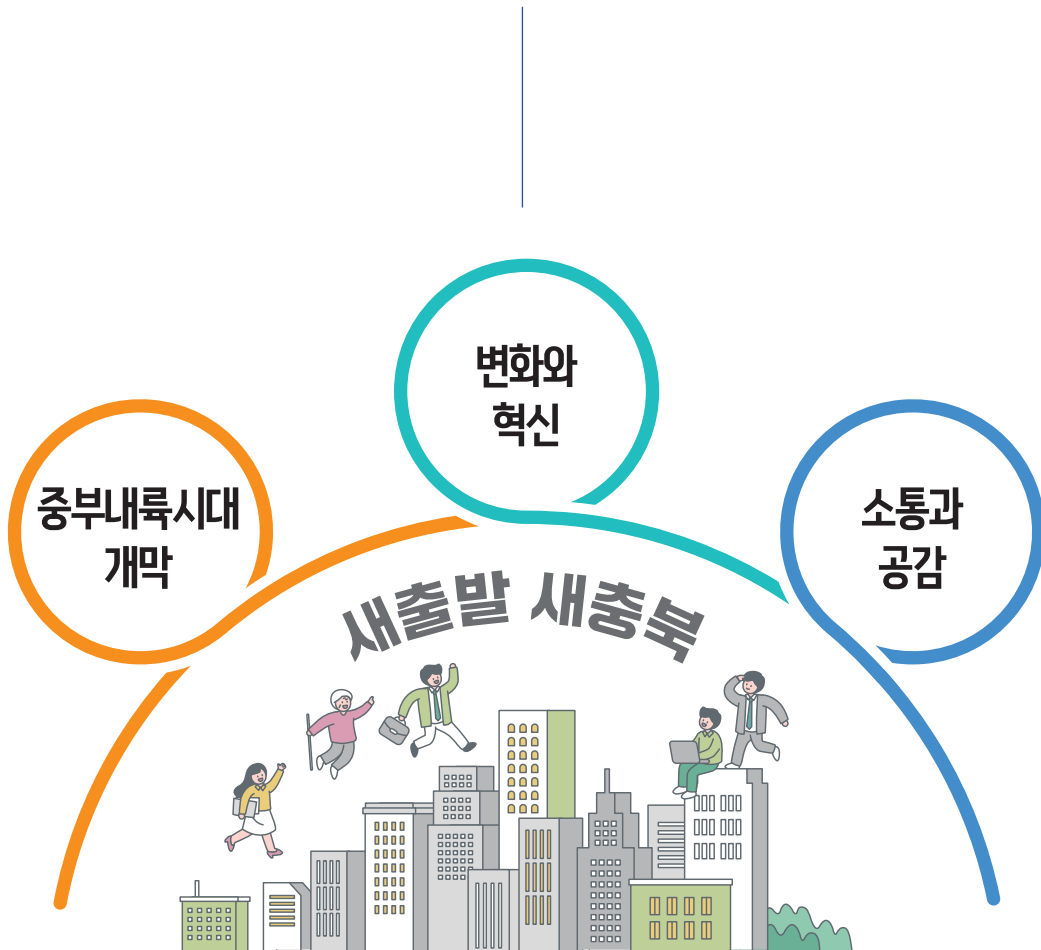 변화와
혁신
중부내륙시대
개막
소통과
공감
새출발 새충북